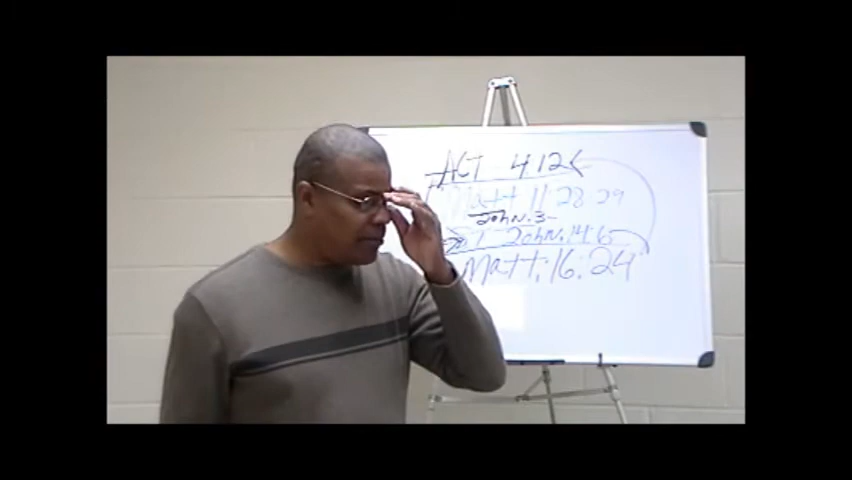 ACT 4:12
Matt 11:28-29
John.3-
John.14:6
Matt.16:24